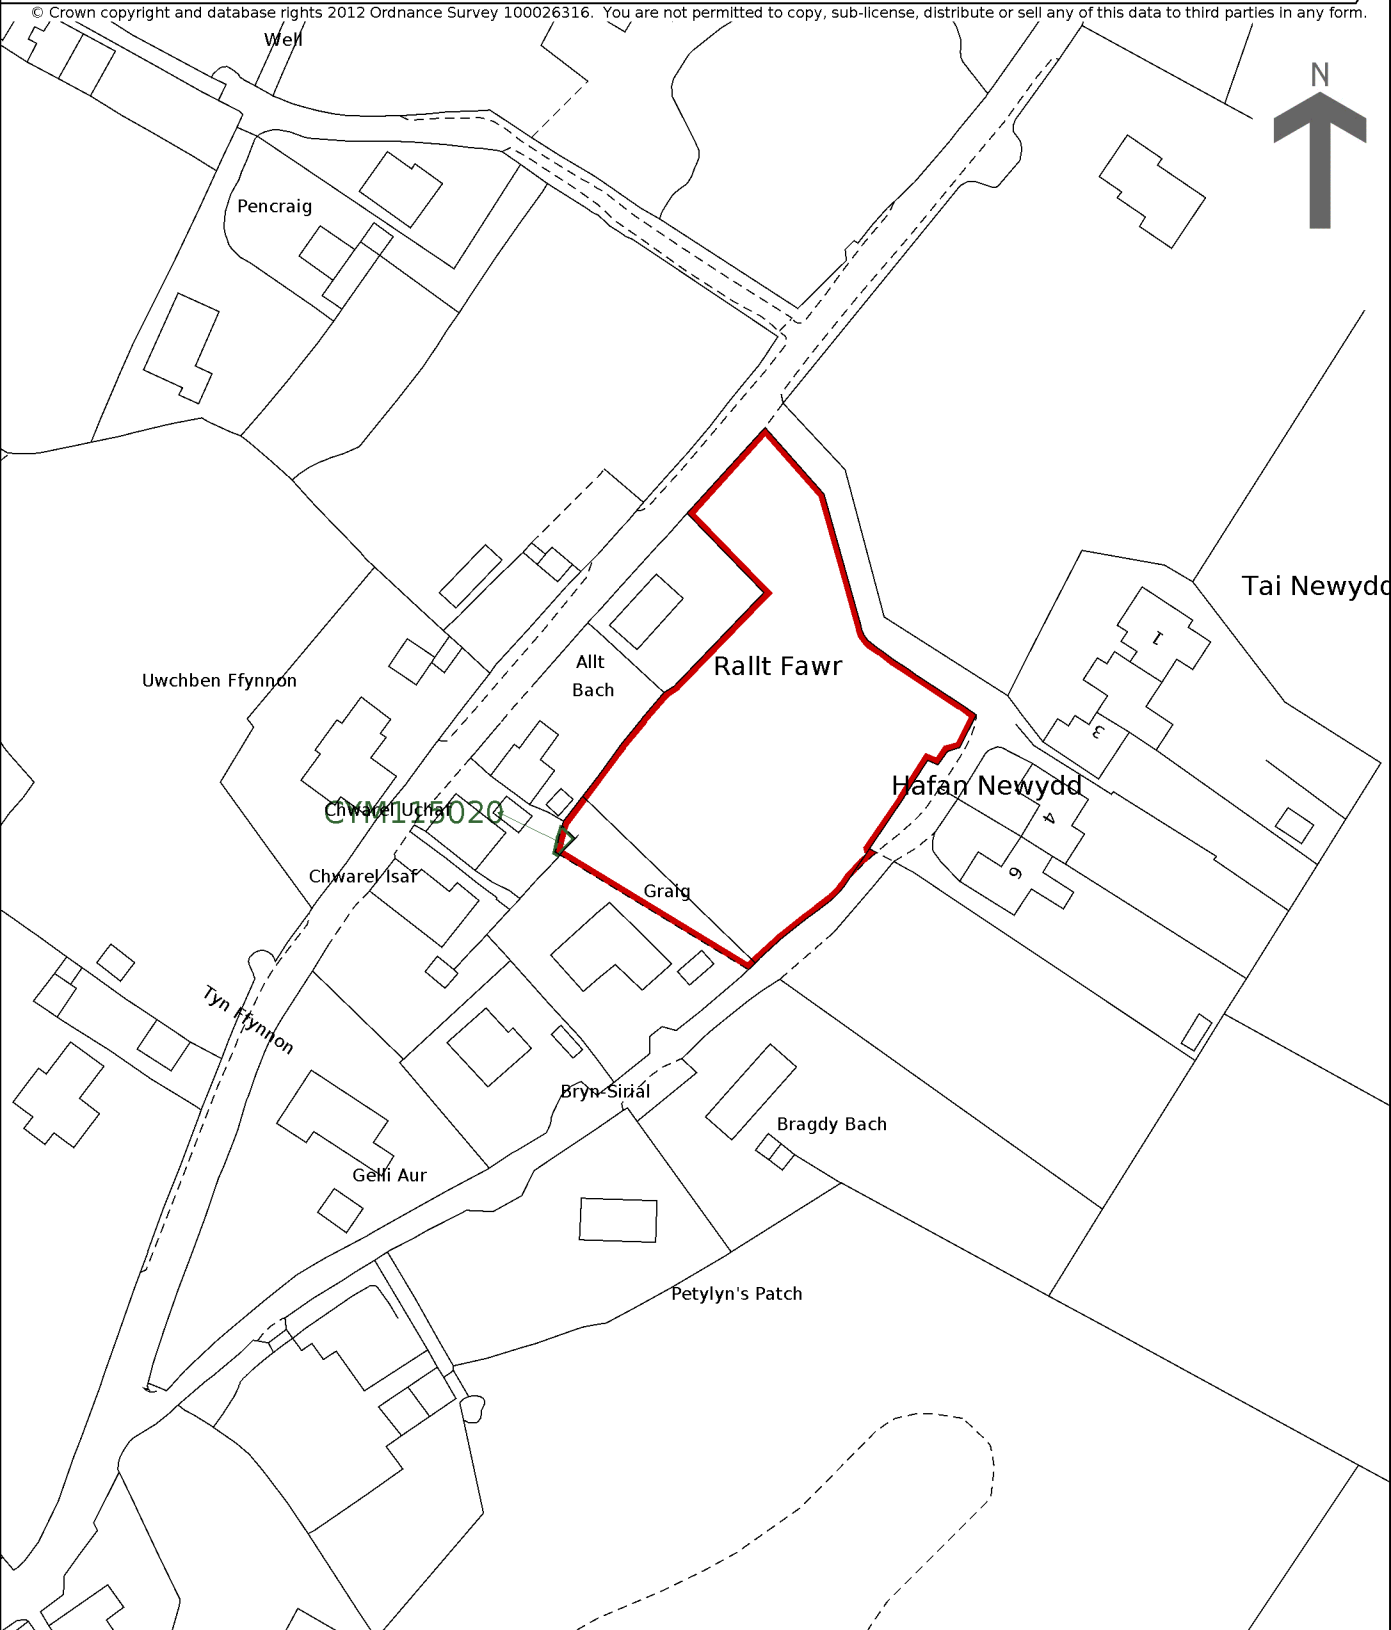 © Crown copyright and database rights 2012 Ordnance Survey 100026316.  You are not permitted to copy, sub-license, distribute or sell any of this data to third parties in any form.
Well
N
Pencraig
Tai Newydd
1
Allt
Bach
Rallt Fawr
Uwchben Ffynnon
3
Hafan Newydd
Chwarel Uchaf
CYM115020
4
Chwarel Isaf
6
Graig
Tyn Ffynnon
Bryn-Sirial
Bragdy Bach
Gelli Aur
Petylyn's Patch